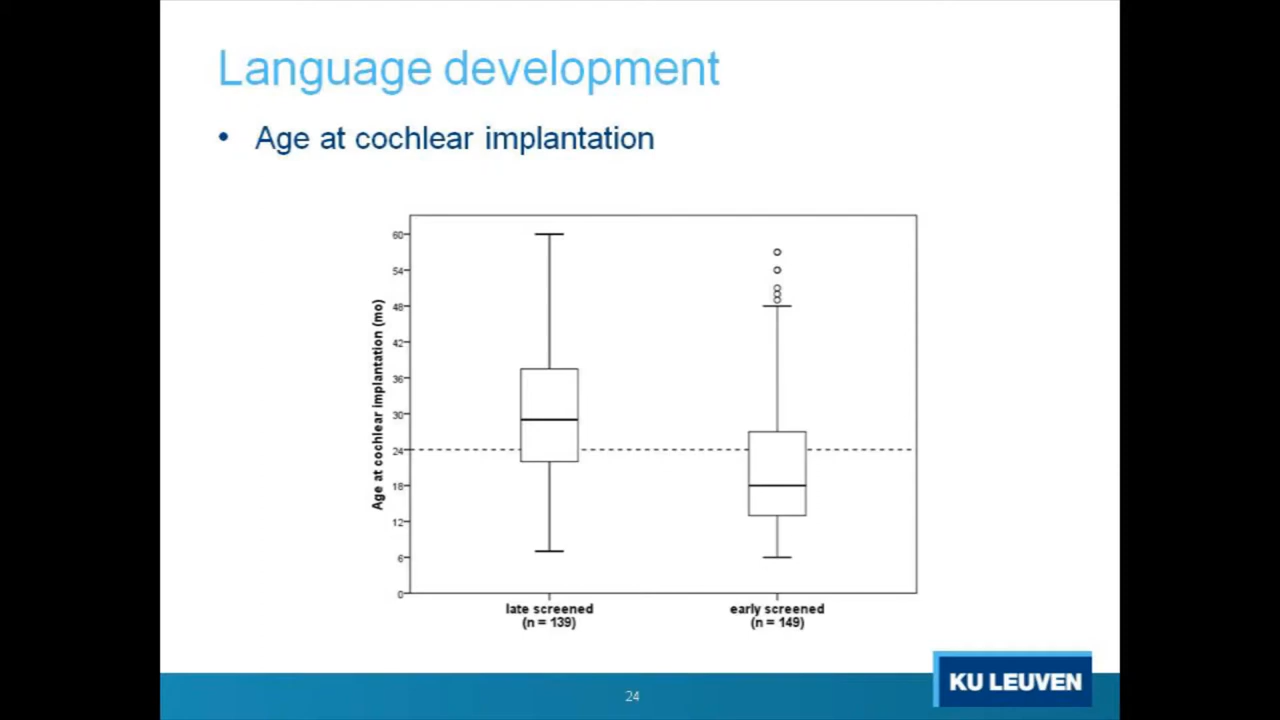 Language development
• Age at cochlear implantation
Age at cochlear implantation (mo)
60
54
48
42
36
30
24
18
12
6
0
late screened
(n = 139)
early screened
(n = 149)
24
KU LEUVEN